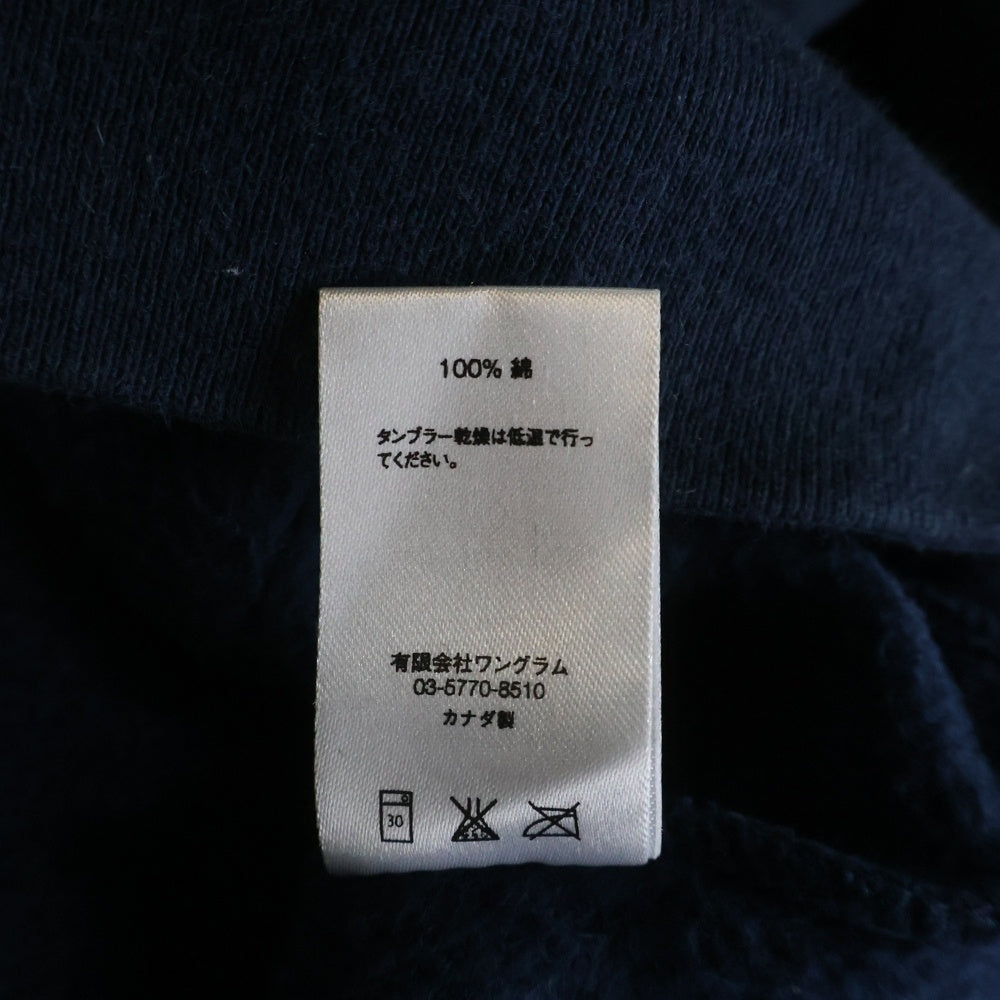 100% 綿
タンブラー乾燥は低温で行っ
てください。
有限会社ワングラム
03-5770-8510
カナダ製
30